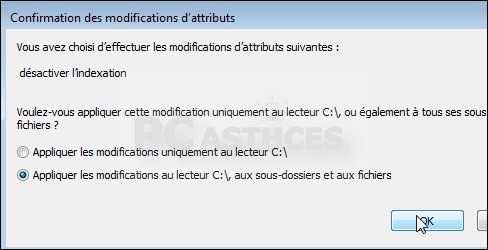 Confirmation des modifications d'attributs
Vous avez choisi d'effectuer les modifications d'attributs suivantes :
désactiver l'indexation
Voulez-vous appliquer cette modification uniquement au lecteur C:\, ou également à tous ses sous
fichiers ?
PC ASTUCES
Appliquer les modifications uniquement au lecteur C:\
Appliquer les modifications au lecteur C:\, aux sous-dossiers et aux fichiers
OK